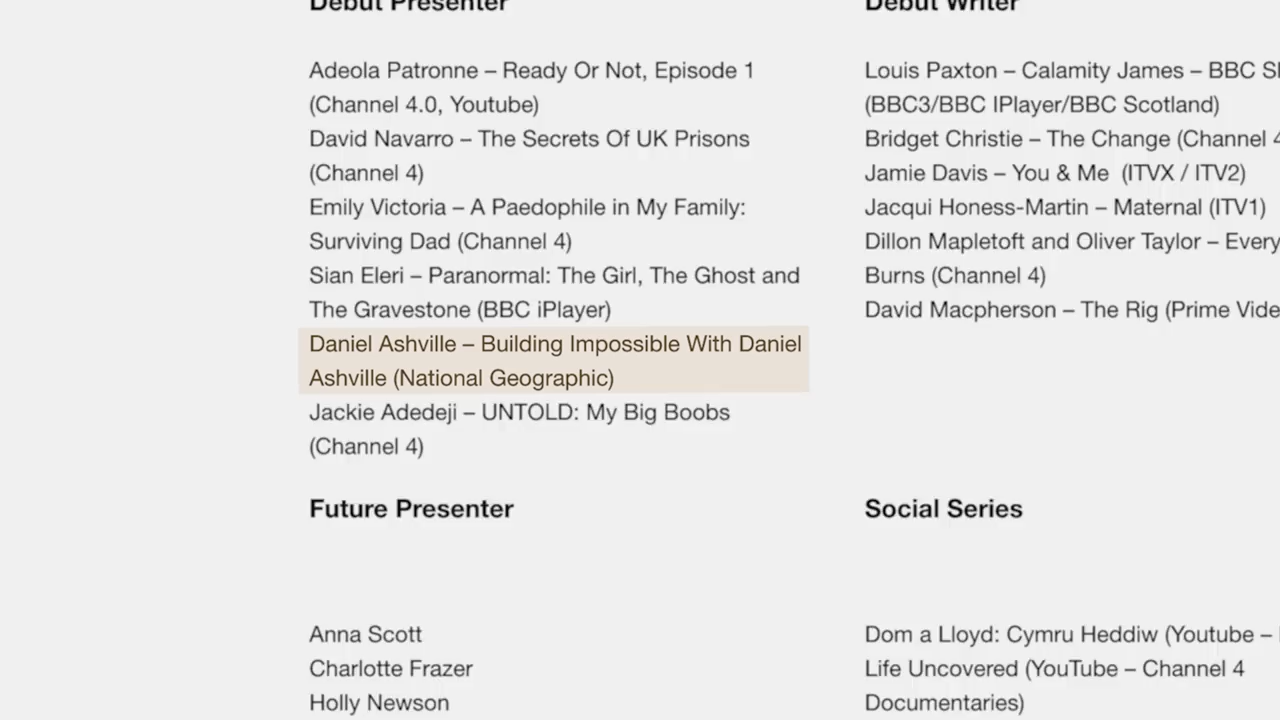 Debut Presenter
Adeola Patronne – Ready Or Not, Episode 1
(Channel 4.0, Youtube)
David Navarro – The Secrets Of UK Prisons
(Channel 4)
Emily Victoria – A Paedophile in My Family:
Surviving Dad (Channel 4)
Sian Eleri – Paranormal: The Girl, The Ghost and
The Gravestone (BBC iPlayer)
Daniel Ashville – Building Impossible With Daniel
Ashville (National Geographic)
Jackie Adedeji – UNTOLD: My Big Boobs
(Channel 4)
Debut Writer
Louis Paxton – Calamity James – BBC
(BBC3/BBC IPlayer/BBC Scotland)
Bridget Christie – The Change (Channel 4
Jamie Davis – You & Me (ITVX / ITV2)
Jacqui Honess-Martin – Maternal (ITV1)
Dillon Mapletoft and Oliver Taylor – Every
Burns (Channel 4)
David Macpherson – The Rig (Prime Vide
Future Presenter
Anna Scott
Charlotte Frazer
Holly Newson
Social Series
Dom a Lloyd: Cymru Heddiw (Youtube –
Life Uncovered (YouTube – Channel 4
Documentaries)